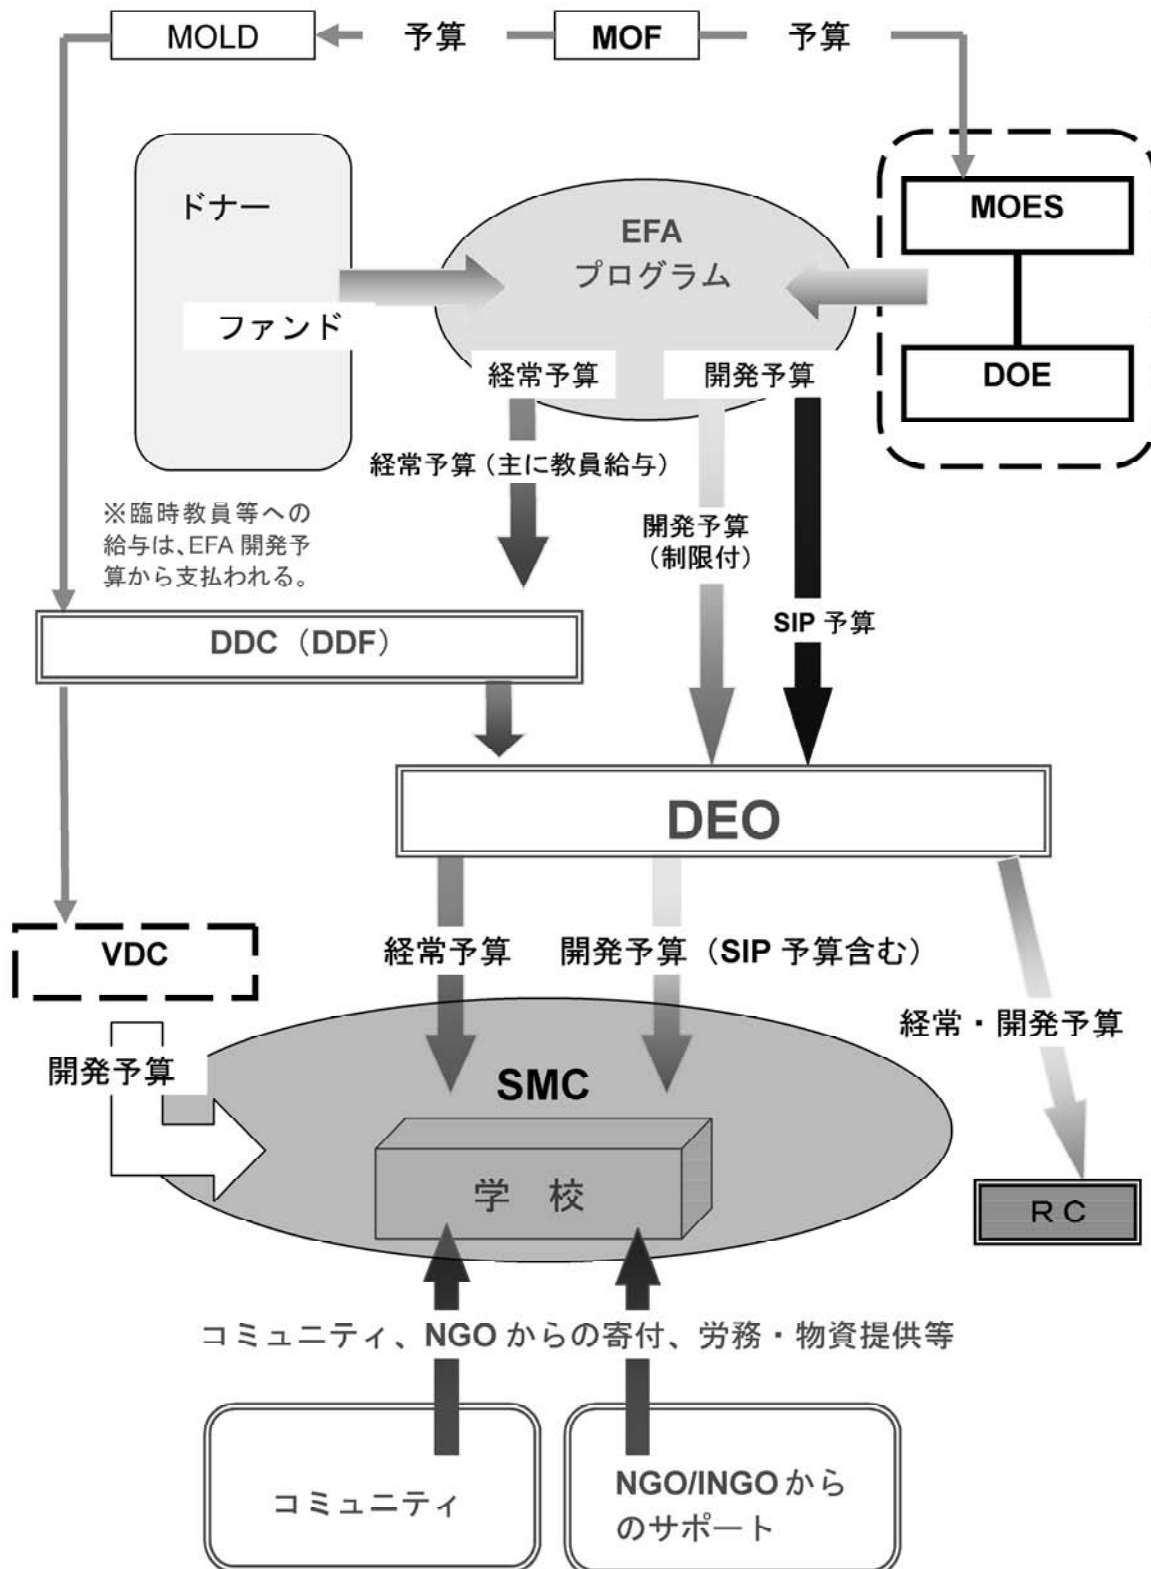 MOLD
予算
MOF
予算
ドナー
ファンド
EFA
プログラム
MOES
DOE
経常予算
開発予算
経常予算（主に教員給与）
※臨時教員等への
給与は、EFA 開発予
算から支払われる。
開発予算
（制限付）
SIP 予算
DDC（DDF）
DEO
VDC
経常予算
開発予算（SIP 予算含む）
経常・開発予算
開発予算
SMC
学　校
ＲＣ
コミュニティ、NGO からの寄付、労務・物資提供等
コミュニティ
NGO/INGO から
のサポート